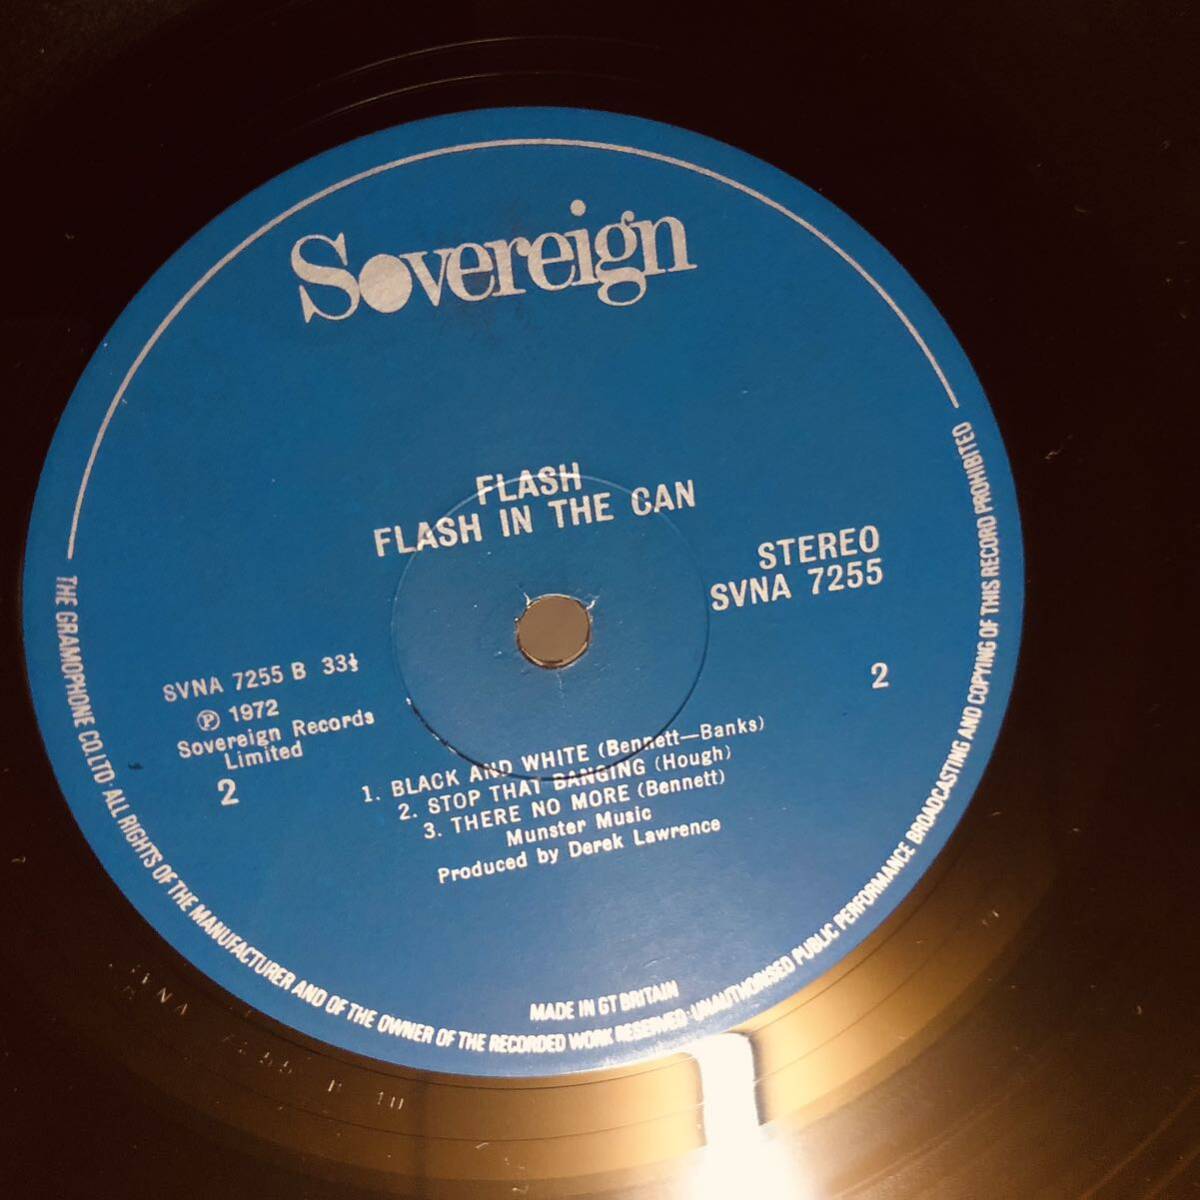 Sovereign
FLASH
FLASH IN THE CAN
STEREO
SVNA 7255
SVNA 7255 B 33⅓
Ⓟ 1972
Sovereign Records
Limited
2
2
1. BLACK AND WHITE (Bennett—Banks)
2. STOP THAT BANGING (Hough)
3. THERE NO MORE (Bennett)
Munster Music
Produced by Derek Lawrence
MADE IN GT BRITAIN
THE GRAMOPHONE CO. LTD · ALL RIGHTS OF THE MANUFACTURER AND OF THE OWNER OF THE RECORDED WORK RESERVED · UNAUTHORISED PUBLIC PERFORMANCE BROADCASTING AND COPYING OF THIS RECORD PROHIBITED